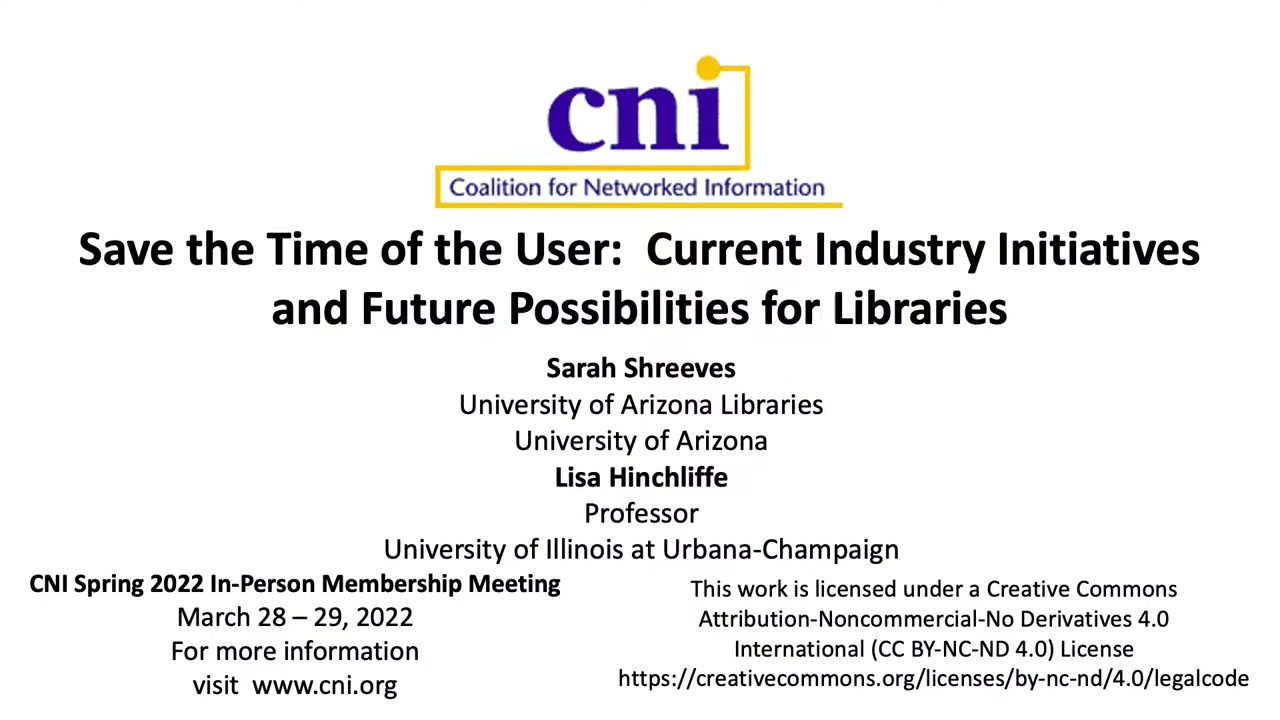 cni
Coalition for Networked Information
Save the Time of the User: Current Industry Initiatives
and Future Possibilities for Libraries
Sarah Shreeves
University of Arizona Libraries
University of Arizona
Lisa Hinchliffe
Professor
University of Illinois at Urbana-Champaign
CNI Spring 2022 In-Person Membership Meeting
March 28 – 29, 2022
For more information
visit www.cni.org
This work is licensed under a Creative Commons
Attribution-Noncommercial-No Derivatives 4.0
International (CC BY-NC-ND 4.0) License
https://creativecommons.org/licenses/by-nc-nd/4.0/legalcode